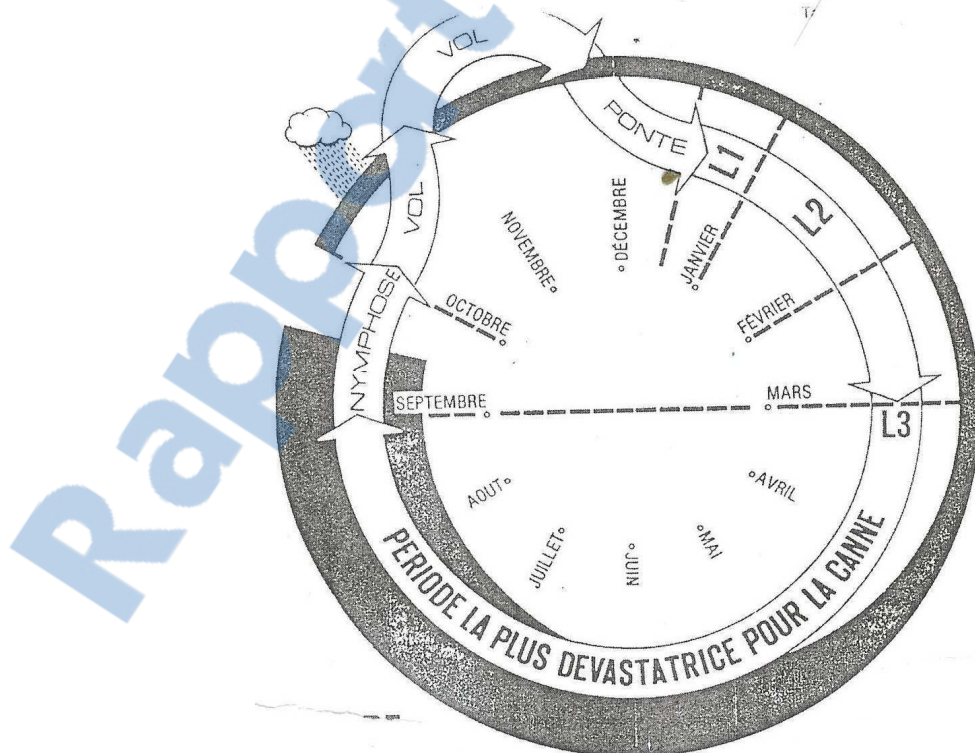 VOL
PONTE
L1
L2
L3
VOL
NYMPHOSE
OCTOBRE
NOVEMBRE
DÉCEMBRE
JANVIER
FÉVRIER
MARS
AVRIL
MAI
JUIN
JUILLET
AOUT
SEPTEMBRE
PERIODE LA PLUS DEVASTATRICE POUR LA CANNE
Rapport